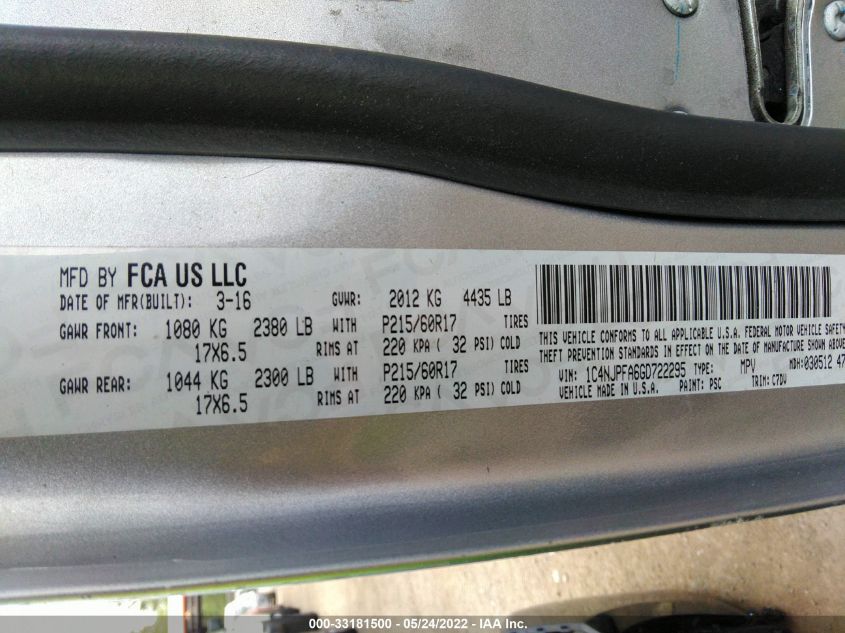 MFD BY FCA US LLC
DATE OF MFR(BUILT): 3-16 GVWR: 2012 KG 4435 LB
GAWR FRONT: 1080 KG 2380 LB WITH P215/60R17 TIRES
17X6.5 RIMS AT 220 KPA ( 32 PSI) COLD
GAWR REAR: 1044 KG 2300 LB WITH P215/60R17 TIRES
17X6.5 RIMS AT 220 KPA ( 32 PSI) COLD
THIS VEHICLE CONFORMS TO ALL APPLICABLE U.S.A. FEDERAL MOTOR VEHICLE SAFETY
THEFT PREVENTION STANDARDS IN EFFECT ON THE DATE OF MANUFACTURE SHOWN ABOVE
VIN: 1C4NJPFA6GD722295 TYPE: MPV MDH:030512 47
VEHICLE MADE IN U.S.A. PAINT: PSC TRIM: C7DV
000-33181500 - 05/24/2022 - IAA Inc.